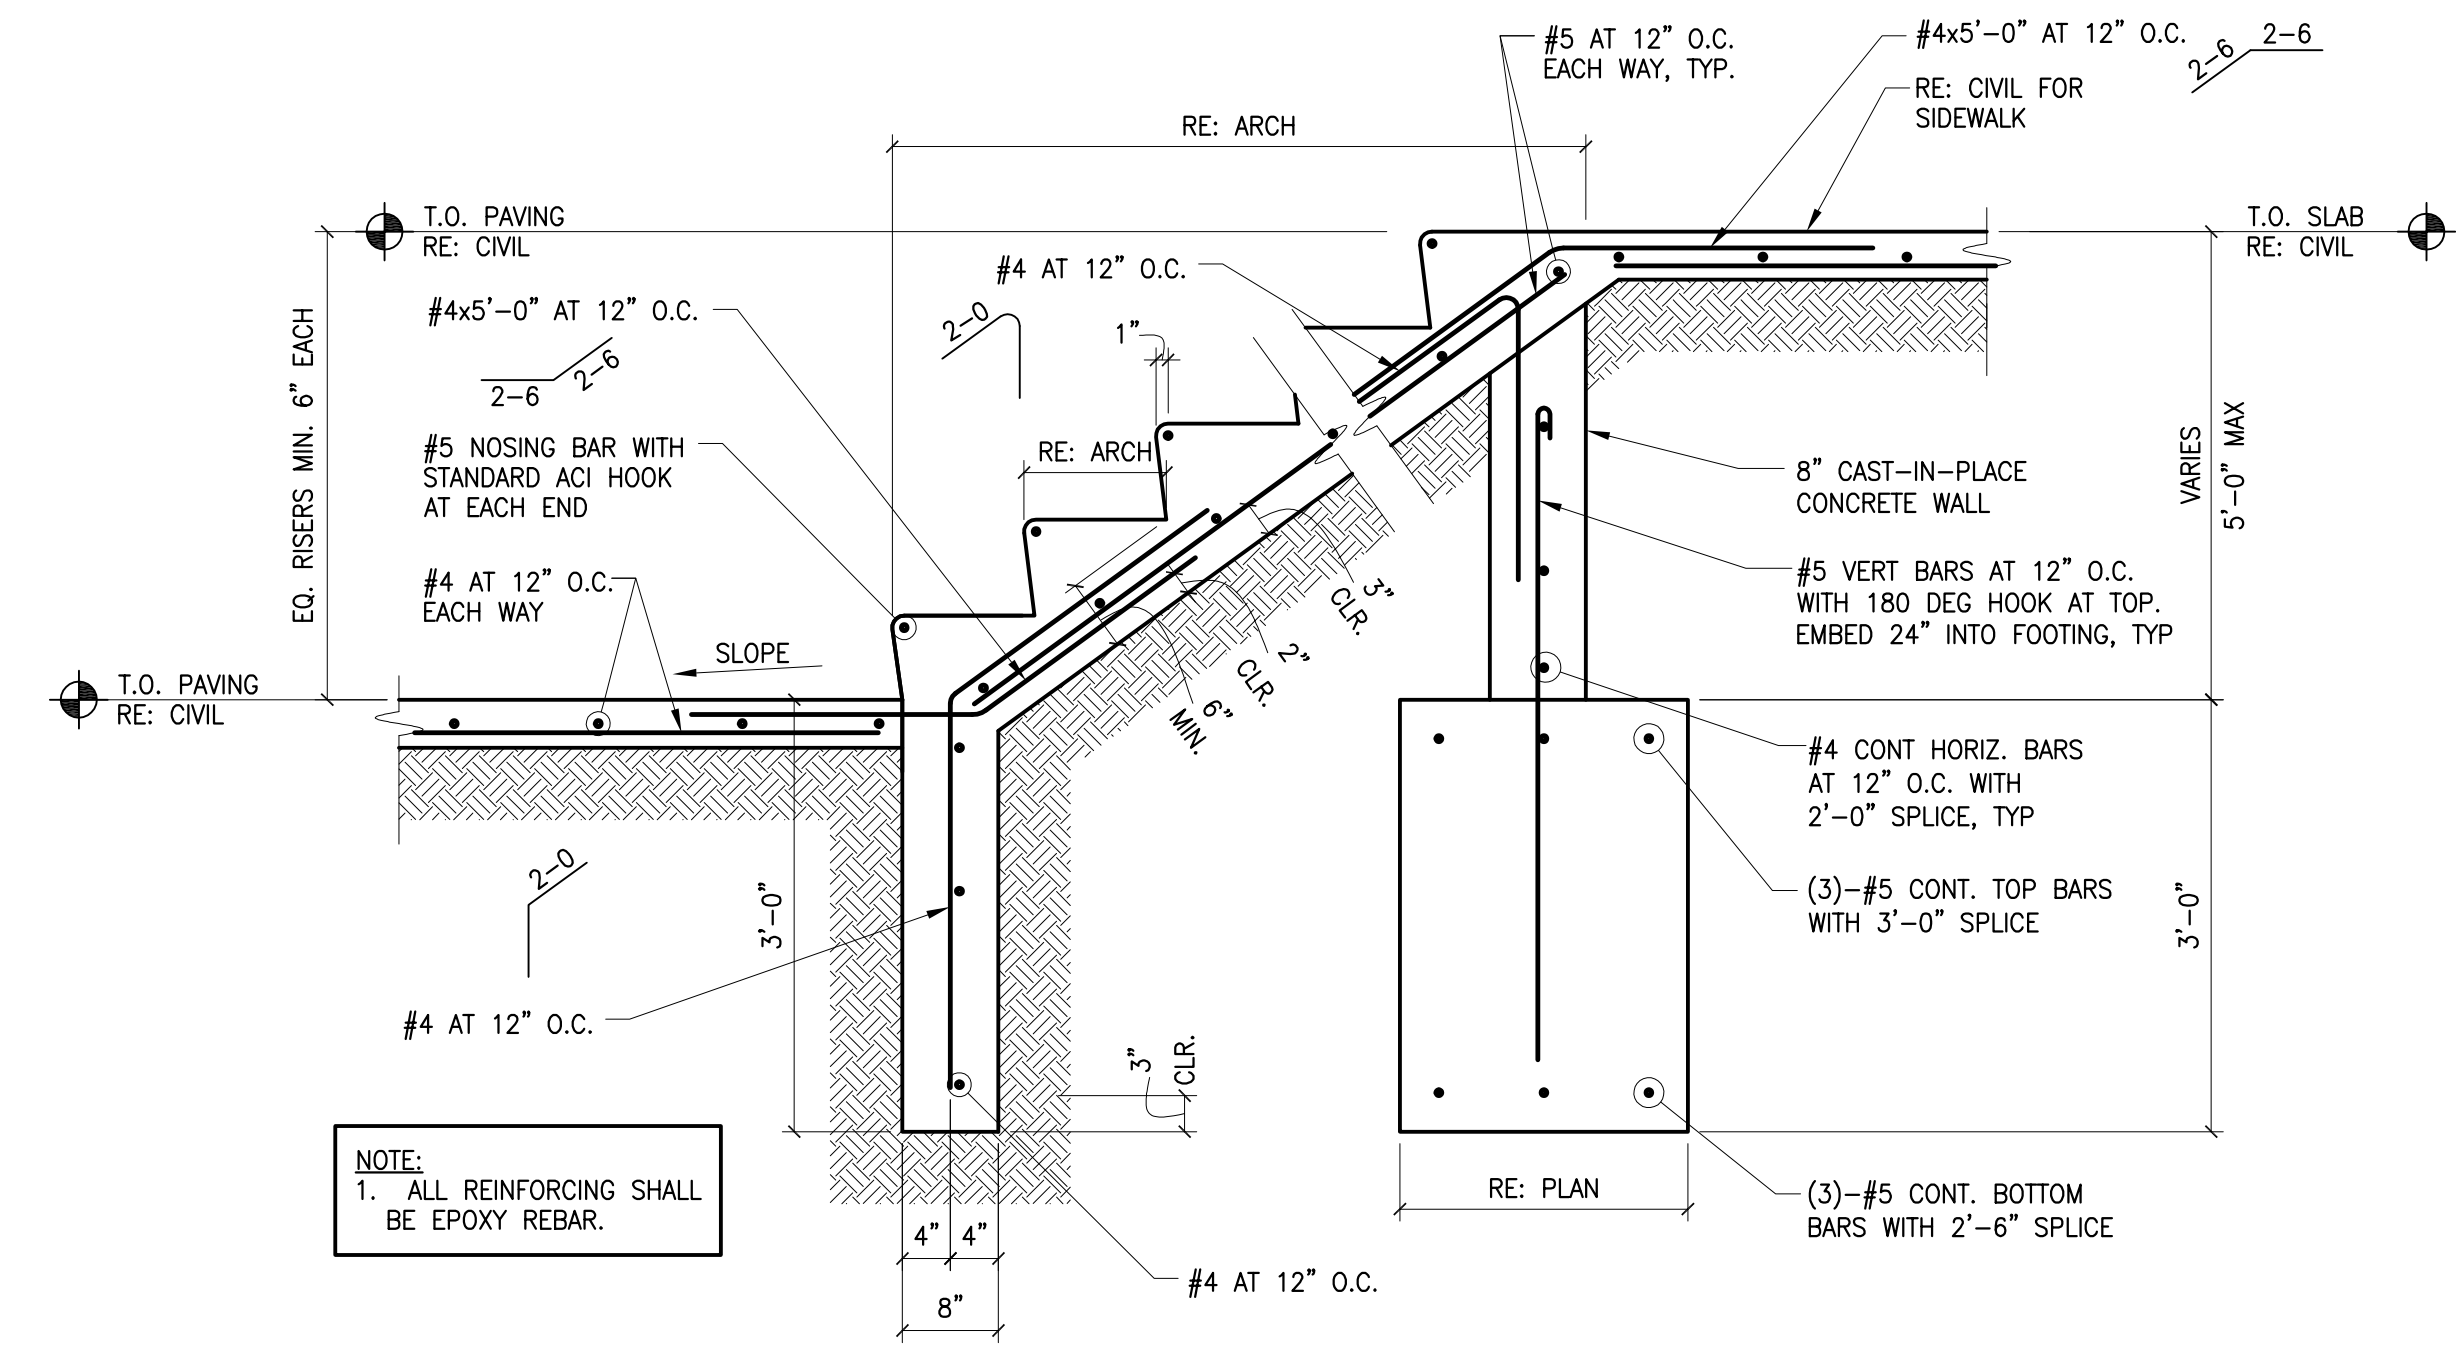 #5 AT 12" O.C.
EACH WAY, TYP.
#4x5'-0" AT 12" O.C.
2-6
2-6
RE: CIVIL FOR
SIDEWALK
RE: ARCH
T.O. PAVING
RE: CIVIL
T.O. SLAB
RE: CIVIL
#4 AT 12" O.C.
#4x5'-0" AT 12" O.C.
2-6
2-6
2-0
1"
EQ. RISERS MIN. 6" EACH
#5 NOSING BAR WITH
STANDARD ACI HOOK
AT EACH END
RE: ARCH
VARIES
5'-0" MAX
8" CAST-IN-PLACE
CONCRETE WALL
#4 AT 12" O.C.
EACH WAY
3"
CLR.
2"
CLR.
6"
MIN.
#5 VERT BARS AT 12" O.C.
WITH 180 DEG HOOK AT TOP.
EMBED 24" INTO FOOTING, TYP
SLOPE
T.O. PAVING
RE: CIVIL
#4 CONT HORIZ. BARS
AT 12" O.C. WITH
2'-0" SPLICE, TYP
2-0
3'-0"
(3)-#5 CONT. TOP BARS
WITH 3'-0" SPLICE
3'-0"
#4 AT 12" O.C.
3"
CLR.
NOTE:
1. ALL REINFORCING SHALL
BE EPOXY REBAR.
RE: PLAN
(3)-#5 CONT. BOTTOM
BARS WITH 2'-6" SPLICE
4"
4"
#4 AT 12" O.C.
8"